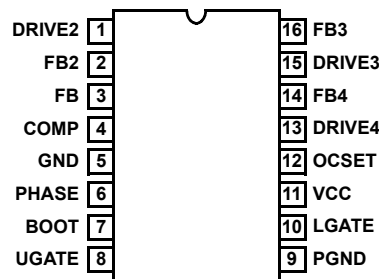 DRIVE2 1 16 FB3
FB2 2 15 DRIVE3
FB 3 14 FB4
COMP 4 13 DRIVE4
GND 5 12 OCSET
PHASE 6 11 VCC
BOOT 7 10 LGATE
UGATE 8 9 PGND